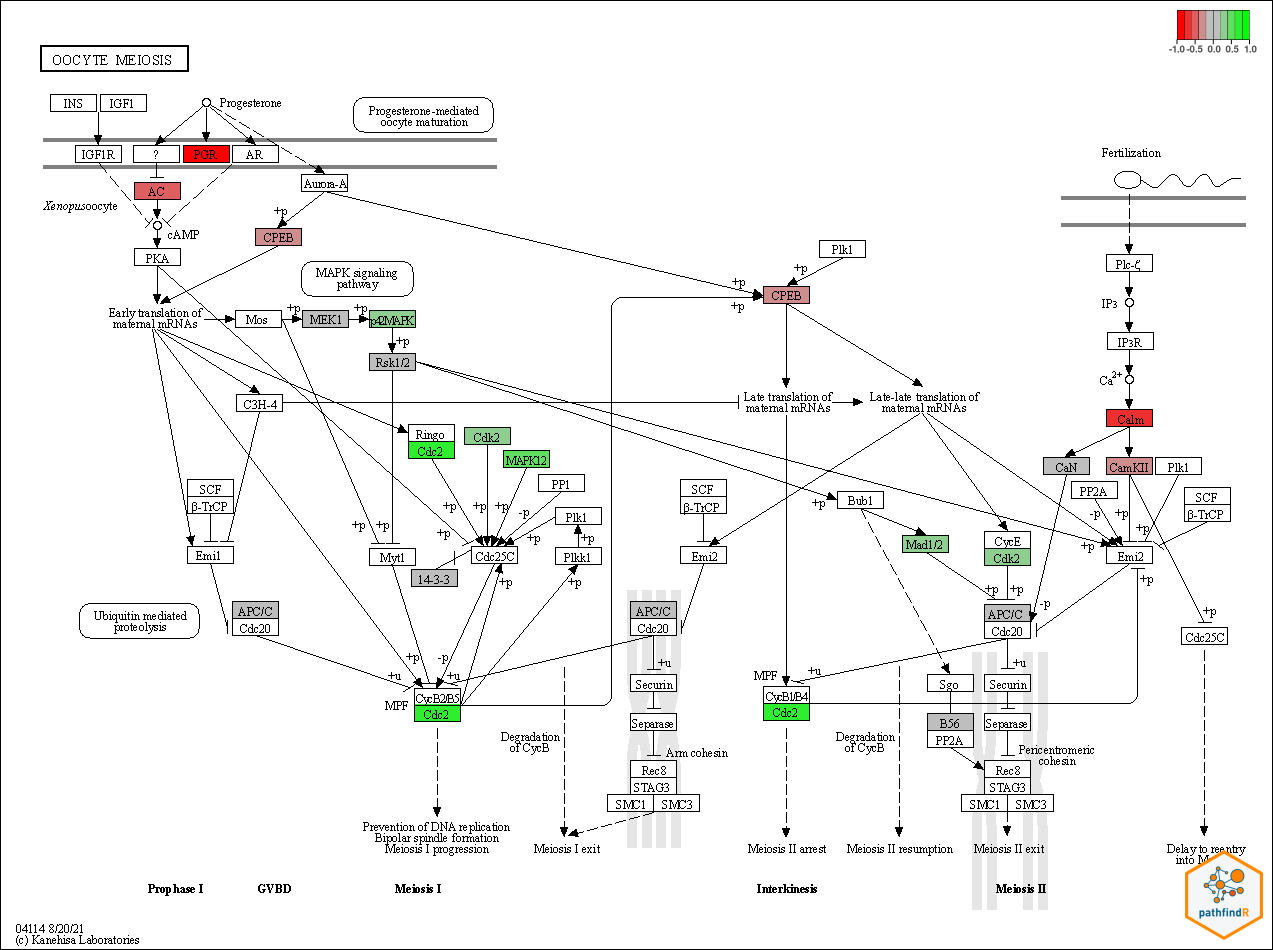 -1.0 -0.5 0.0 0.5 1.0
OOCYTE MEIOSIS
INS
IGF1
Progesterone
Progesterone-mediated
oocyte maturation
IGF1R
?
PGR
AR
Fertilization
Aurora-A
AC
Xenopus oocyte
+p
cAMP
CPEB
PKA
Plk1
Plc-ξ
MAPK signaling
pathway
+p
+p
CPEB
+p
IP3
Early translation of
maternal mRNAs
Mos
+p
MEK1
+p
p42MAPK
+p
Rsk1/2
IP3R
Ca2+
C3H-4
Late translation of
maternal mRNAs
Late-late translation of
maternal mRNAs
Calm
Ringo
Cdc2
Cdk2
MAPK12
CaN
CamKII
Plk1
SCF
β-TrCP
PP1
SCF
β-TrCP
Bub1
+p
PP2A
SCF
β-TrCP
+p
+p
+p
-p
Plk1
-p
+p
+p
+p
+p
+p
+p
+p
Emi1
Myt1
Cdc25C
Plkk1
Emi2
Mad1/2
CycE
Cdk2
+p
Emi2
14-3-3
+p
+p
+p
+p
+p
-p
Ubiquitin mediated
proteolysis
APC/C
Cdc20
APC/C
Cdc20
APC/C
Cdc20
+p
Cdc25C
+p
-p
+u
+u
+u
+u
+u
MPF
CycB2/B5
Cdc2
Securin
MPF
CycB1/B4
Cdc2
Sgo
Securin
Separase
B56
PP2A
Separase
Degradation
of CycB
Arm cohesin
Degradation
of CycB
Pericentromeric
cohesin
Rec8
STAG3
SMC1
SMC3
Rec8
STAG3
SMC1
SMC3
Prevention of DNA replication
Bipolar spindle formation
Meiosis I progression
Meiosis I exit
Meiosis II arrest
Meiosis II resumption
Meiosis II exit
Delay to reentry
into
Prophase I
GVBD
Meiosis I
Interkinesis
Meiosis II
pathfindR
04114 8/20/21
(c) Kanehisa Laboratories